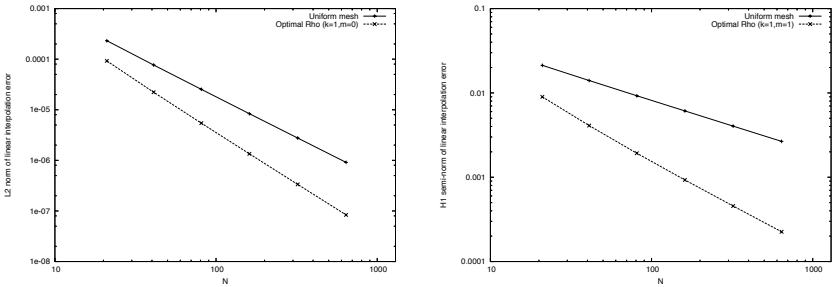 0.001
0.0001
1e-05
1e-06
1e-07
1e-08
10
100
1000
N
L2 norm of linear interpolation error
Uniform mesh
Optimal Rho (k=1,m=0)
0.1
0.01
0.001
0.0001
10
100
1000
N
H1 semi-norm of linear interpolation error
Uniform mesh
Optimal Rho (k=1,m=1)